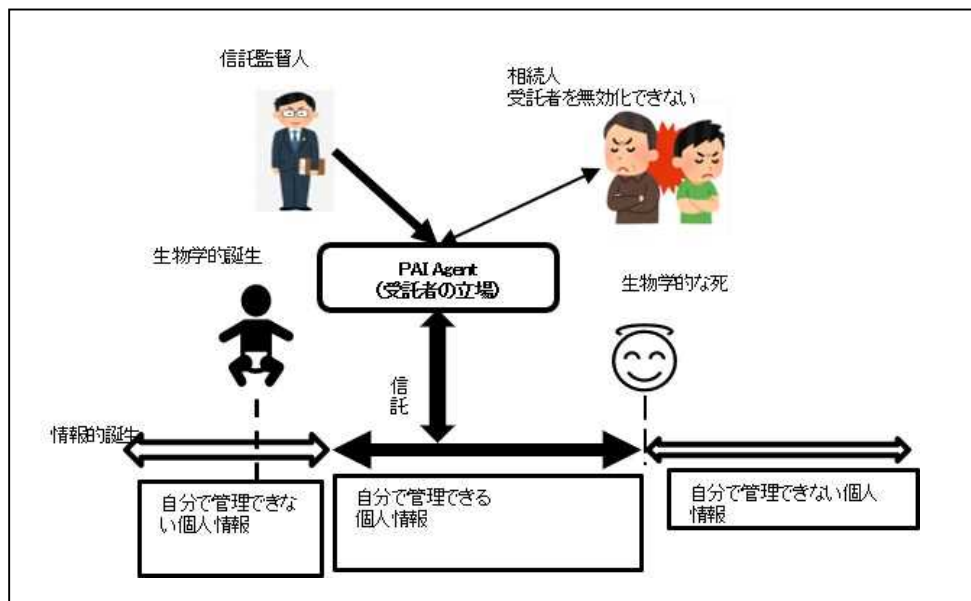 信託監督人
相続人
受託者を無効化できない
生物学的誕生
PAI Agent
(受託者の立場)
生物学的な死
信託
情報的誕生
自分で管理できな
い個人情報
自分で管理できる
個人情報
自分で管理できない個人
情報